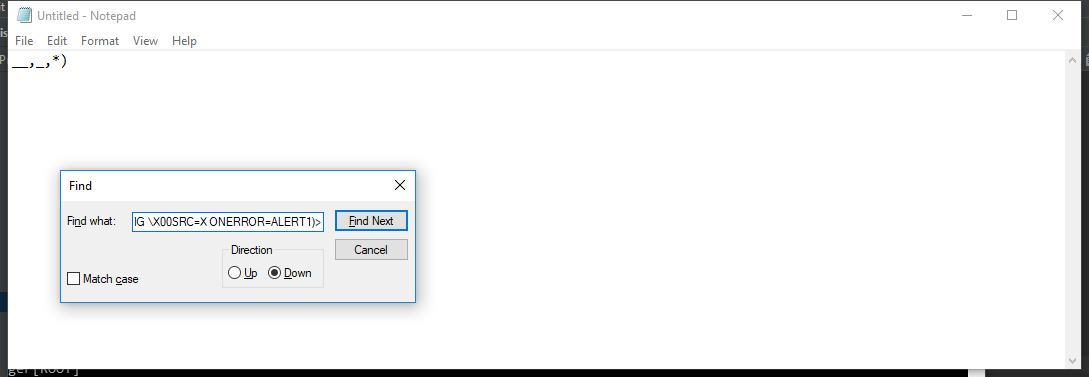 Untitled - Notepad
File Edit Format View Help
__,_,*)
Find
Find what: IG \X00SRC=X ONERROR=ALERT1)> Find Next
Direction Cancel
Up Down
Match case
ger[ROOT]